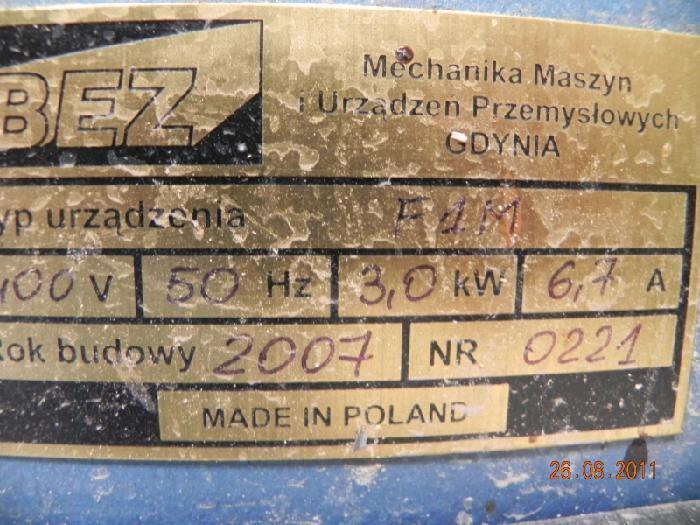 BEZ
Mechanika Maszyn
i Urządzeń Przemysłowych
GDYNIA
yp urządzenia F1M
400 V 50 Hz 3,0 kW 6,7 A
Rok budowy 2007 NR 0221
MADE IN POLAND
26.08.2011